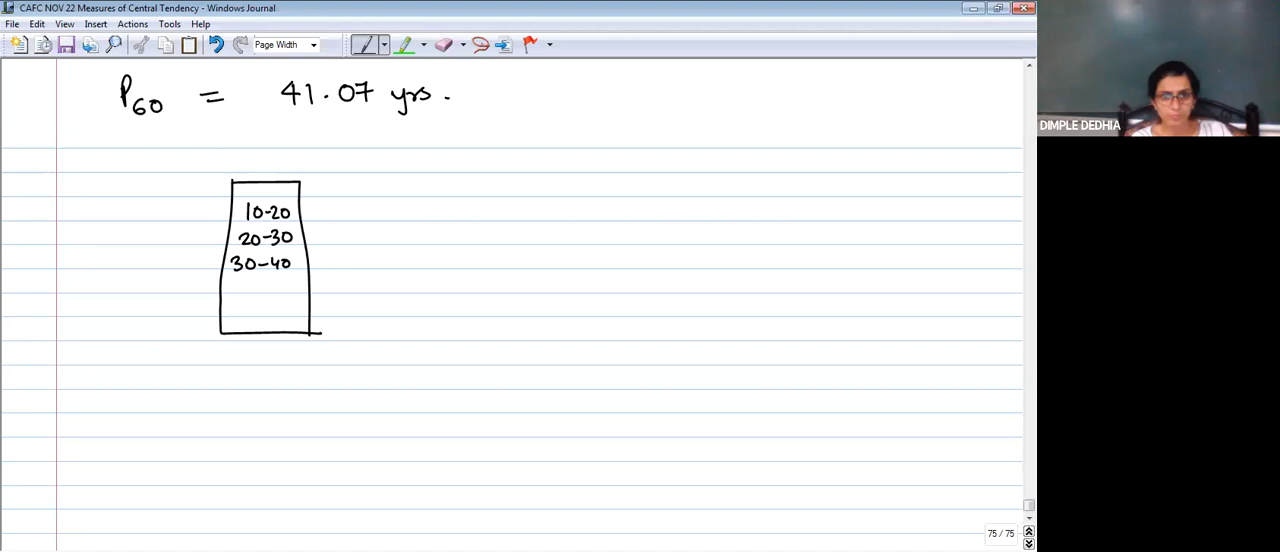 CAFC NOV 22 Measures of Central Tendency - Windows Journal
File Edit View Insert Actions Tools Help
Page Width
P60 = 41.07 yrs.
DIMPLE DEDHIA
10-20
20-30
30-40
75 / 75